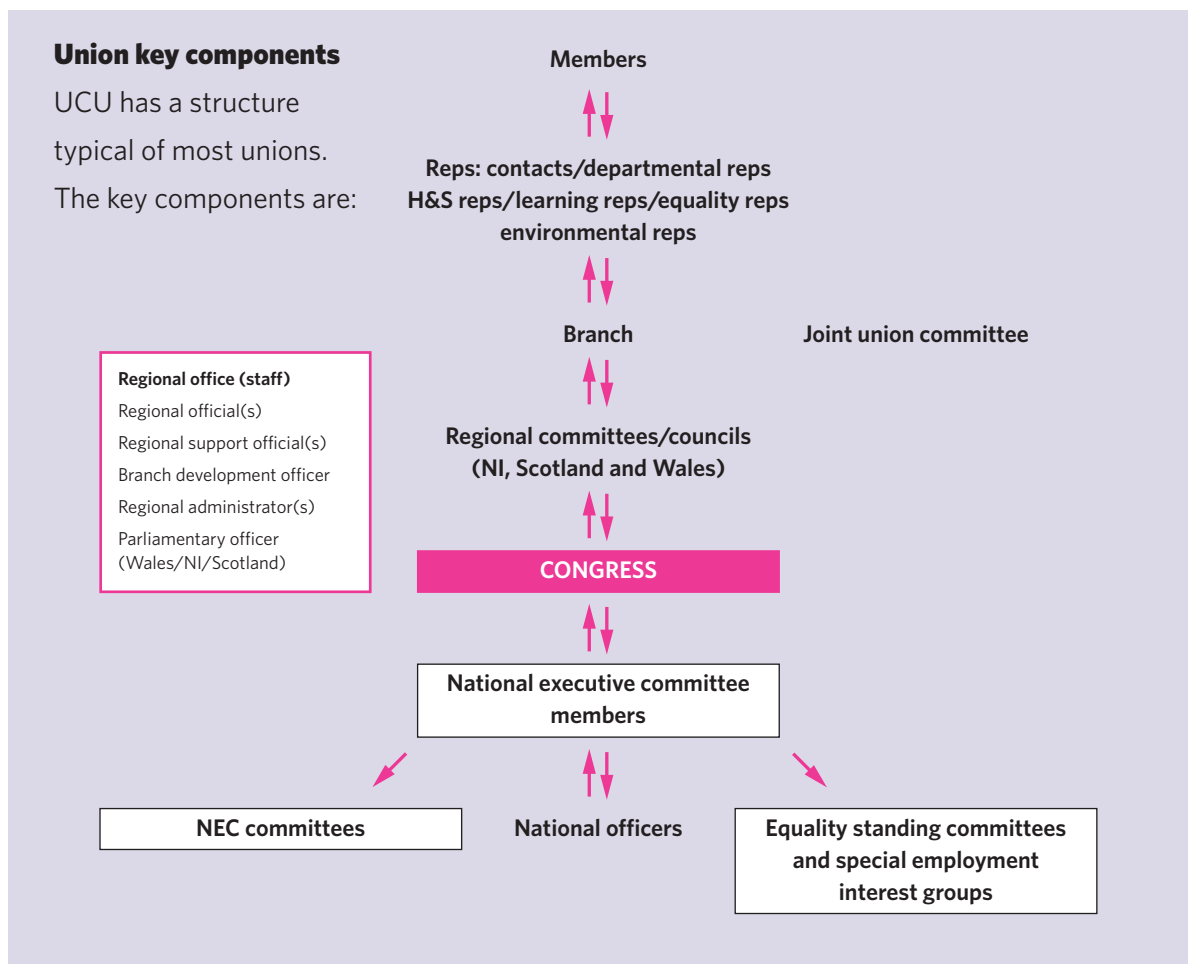 Union key components
UCU has a structure
typical of most unions.
The key components are:
Members
Reps: contacts/departmental reps
H&S reps/learning reps/equality reps
environmental reps
Branch
Joint union committee
Regional office (staff)
Regional official(s)
Regional support official(s)
Branch development officer
Regional administrator(s)
Parliamentary officer
(Wales/NI/Scotland)
Regional committees/councils
(NI, Scotland and Wales)
CONGRESS
National executive committee
members
NEC committees
National officers
Equality standing committees
and special employment
interest groups